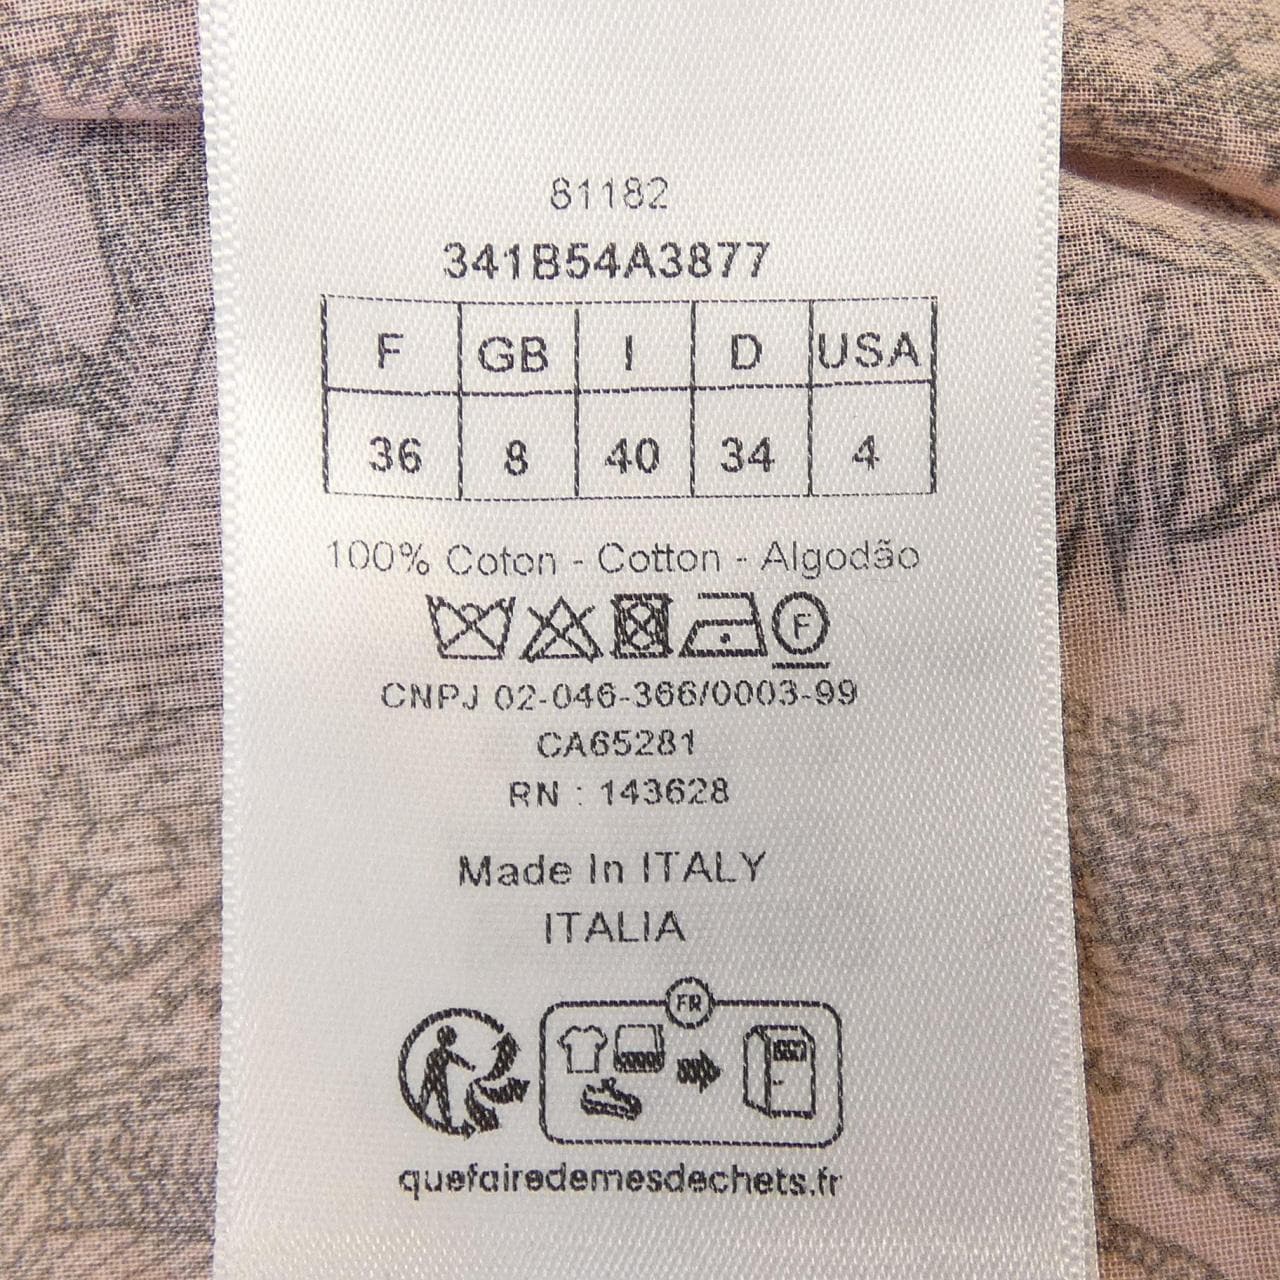 81182
341B54A3877
F GB I D USA
36 8 40 34 4
100% Coton - Cotton - Algodão
F
CNPJ 02-046-366/0003-99
CA65281
RN : 143628
Made In ITALY
ITALIA
FR
quefairedemesdechets.fr